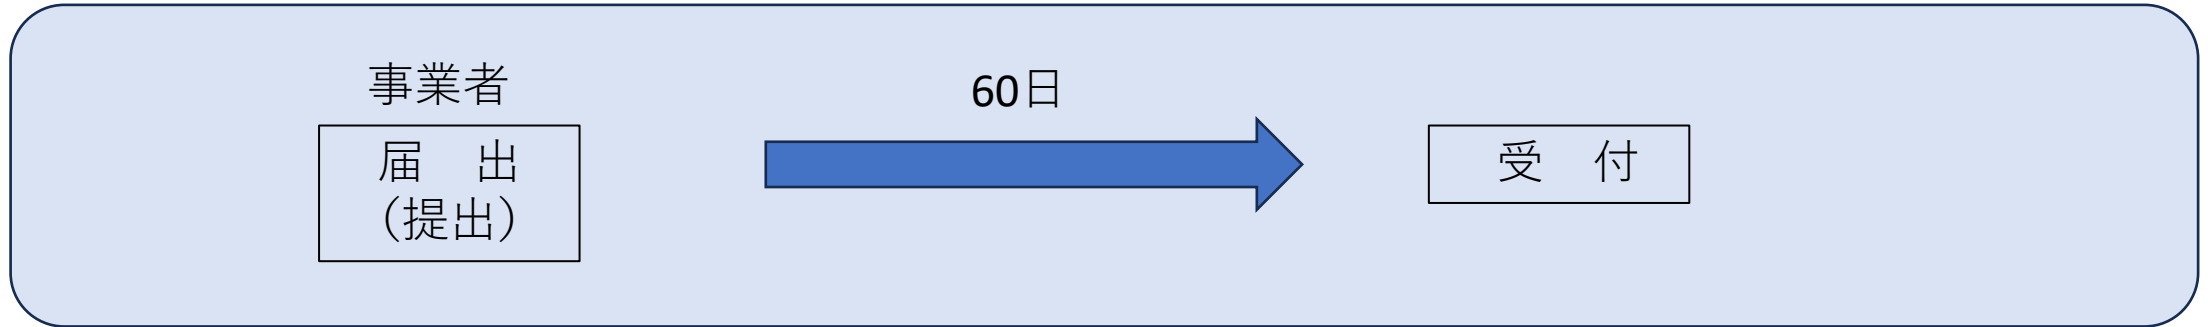 事業者
届　出
（提出）
60日
受　付